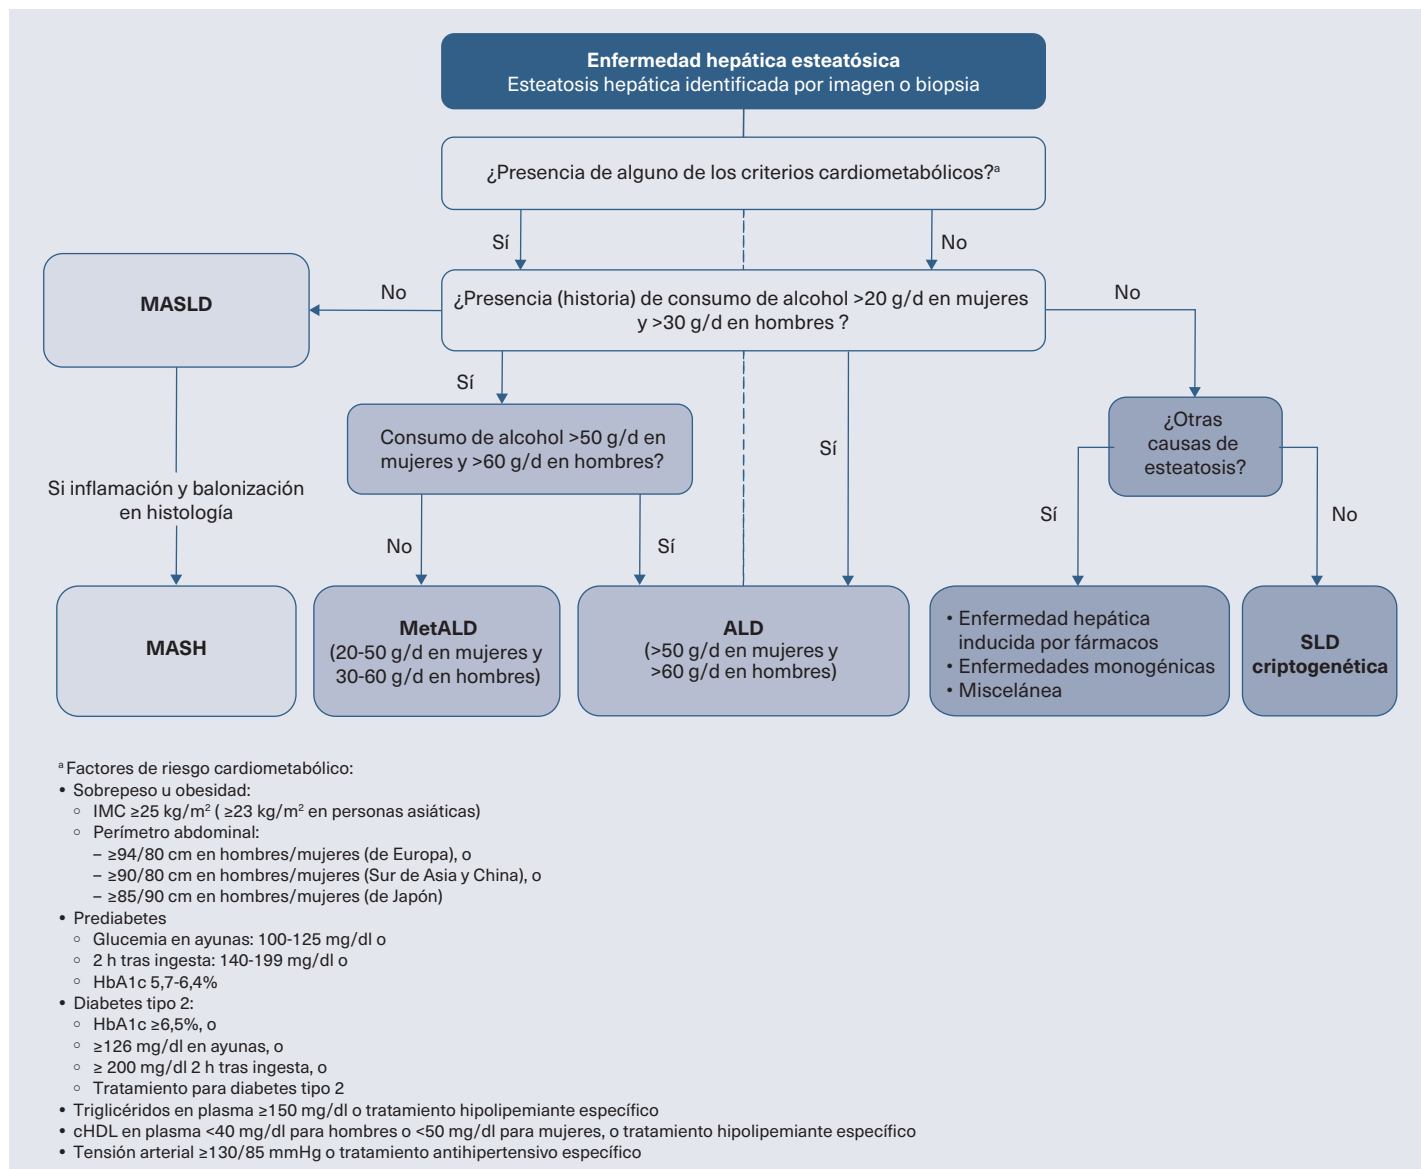 Enfermedad hepática esteatósica
Esteatosis hepática identificada por imagen o biopsia
¿Presencia de alguno de los criterios cardiometabólicos?ᵃ
Sí
No
MASLD
No
¿Presencia (historia) de consumo de alcohol >20 g/d en mujeres
y >30 g/d en hombres ?
No
Sí
Consumo de alcohol >50 g/d en
mujeres y >60 g/d en hombres?
Sí
¿Otras
causas de
esteatosis?
Si inflamación y balonización
en histología
No
Sí
Sí
No
MASH
MetALD
(20-50 g/d en mujeres y
30-60 g/d en hombres)
ALD
(>50 g/d en mujeres y
>60 g/d en hombres)
• Enfermedad hepática
inducida por fármacos
• Enfermedades monogénicas
• Miscelánea
SLD
criptogenética
ᵃ Factores de riesgo cardiometabólico:
• Sobrepeso u obesidad:
◦ IMC ≥25 kg/m² ( ≥23 kg/m² en personas asiáticas)
◦ Perímetro abdominal:
– ≥94/80 cm en hombres/mujeres (de Europa), o
– ≥90/80 cm en hombres/mujeres (Sur de Asia y China), o
– ≥85/90 cm en hombres/mujeres (de Japón)
• Prediabetes
◦ Glucemia en ayunas: 100-125 mg/dl o
◦ 2 h tras ingesta: 140-199 mg/dl o
◦ HbA1c 5,7-6,4%
• Diabetes tipo 2:
◦ HbA1c ≥6,5%, o
◦ ≥126 mg/dl en ayunas, o
◦ ≥ 200 mg/dl 2 h tras ingesta, o
◦ Tratamiento para diabetes tipo 2
• Triglicéridos en plasma ≥150 mg/dl o tratamiento hipolipemiante específico
• cHDL en plasma <40 mg/dl para hombres o <50 mg/dl para mujeres, o tratamiento hipolipemiante específico
• Tensión arterial ≥130/85 mmHg o tratamiento antihipertensivo específico